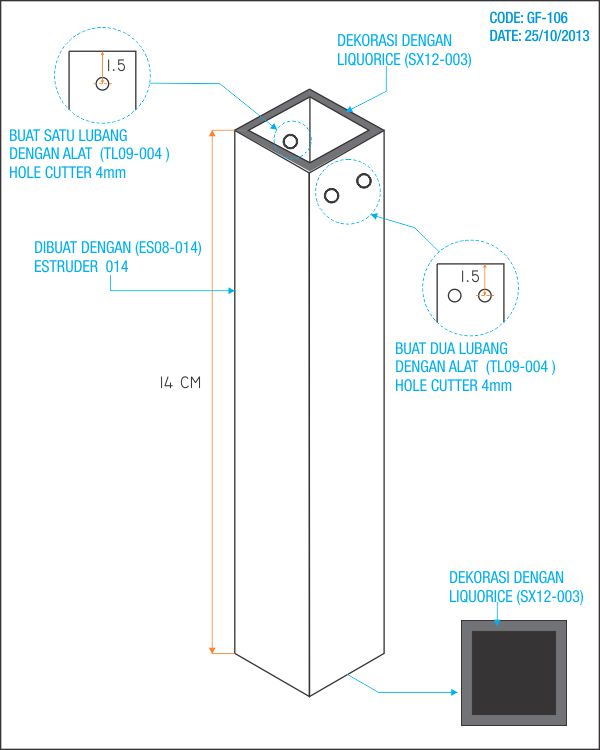 CODE: GF-106
DATE: 25/10/2013
1.5
BUAT SATU LUBANG
DENGAN ALAT (TL09-004 )
HOLE CUTTER 4mm
DEKORASI DENGAN
LIQUORICE (SX12-003)
DIBUAT DENGAN (ES08-014)
ESTRUDER 014
1.5
BUAT DUA LUBANG
DENGAN ALAT (TL09-004 )
HOLE CUTTER 4mm
14 CM
DEKORASI DENGAN
LIQUORICE (SX12-003)